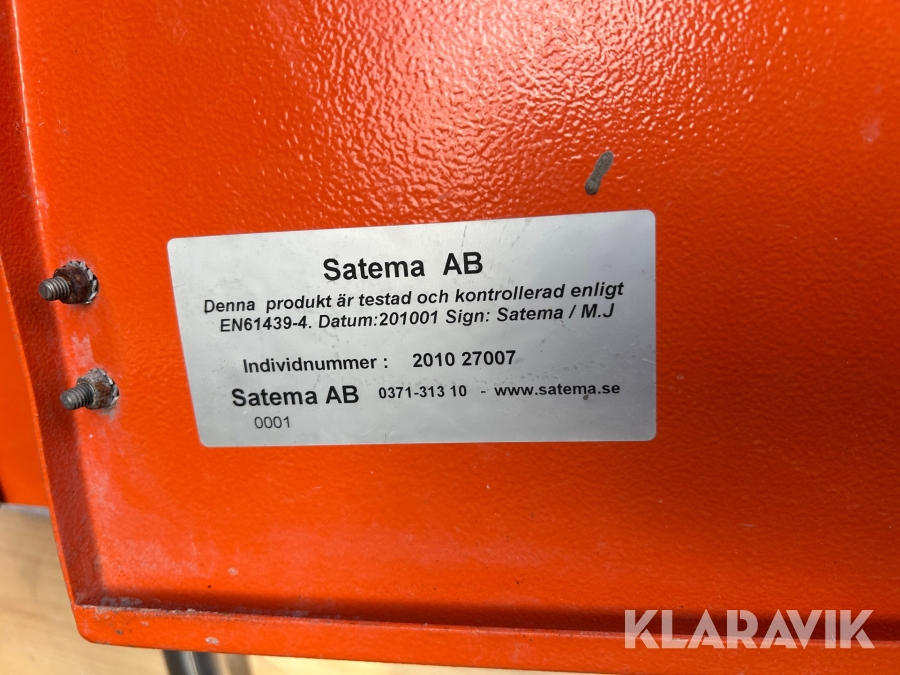 Satema AB
Denna produkt är testad och kontrollerad enligt
EN61439-4. Datum:201001 Sign: Satema / M.J
Individnummer : 2010 27007
Satema AB 0371-313 10 - www.satema.se
0001
KLARAVIK